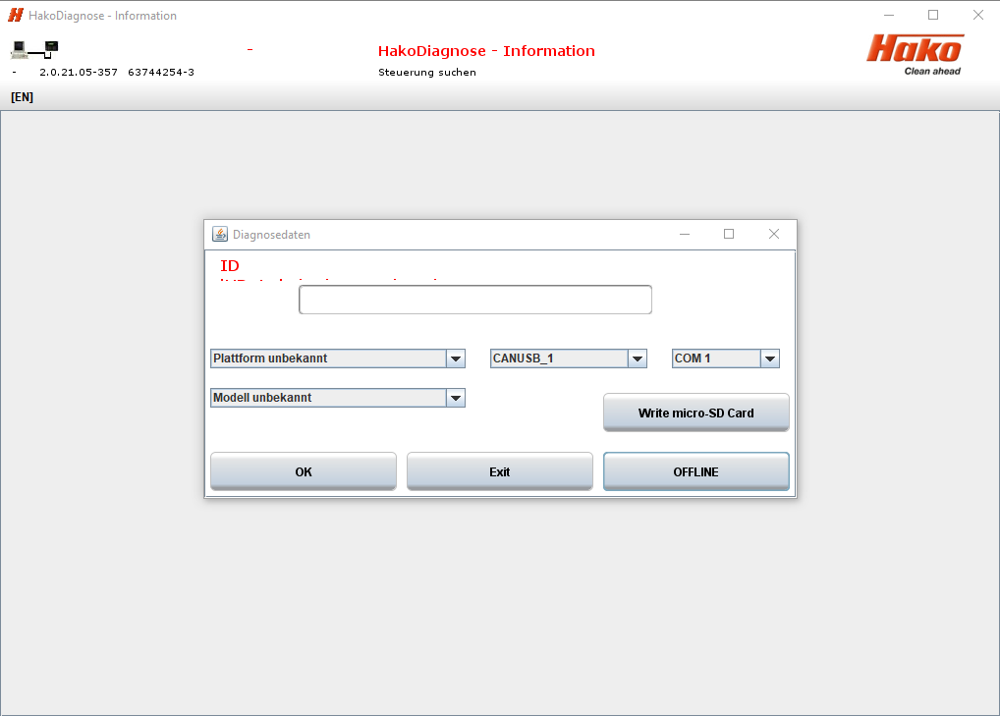 HakoDiagnose - Information
-
HakoDiagnose - Information
Hako
Clean ahead
- 2.0.21.05-357 63744254-3
Steuerung suchen
[EN]
Diagnosedaten
ID
Plattform unbekannt
CANUSB_1
COM 1
Modell unbekannt
Write micro-SD Card
OK
Exit
OFFLINE